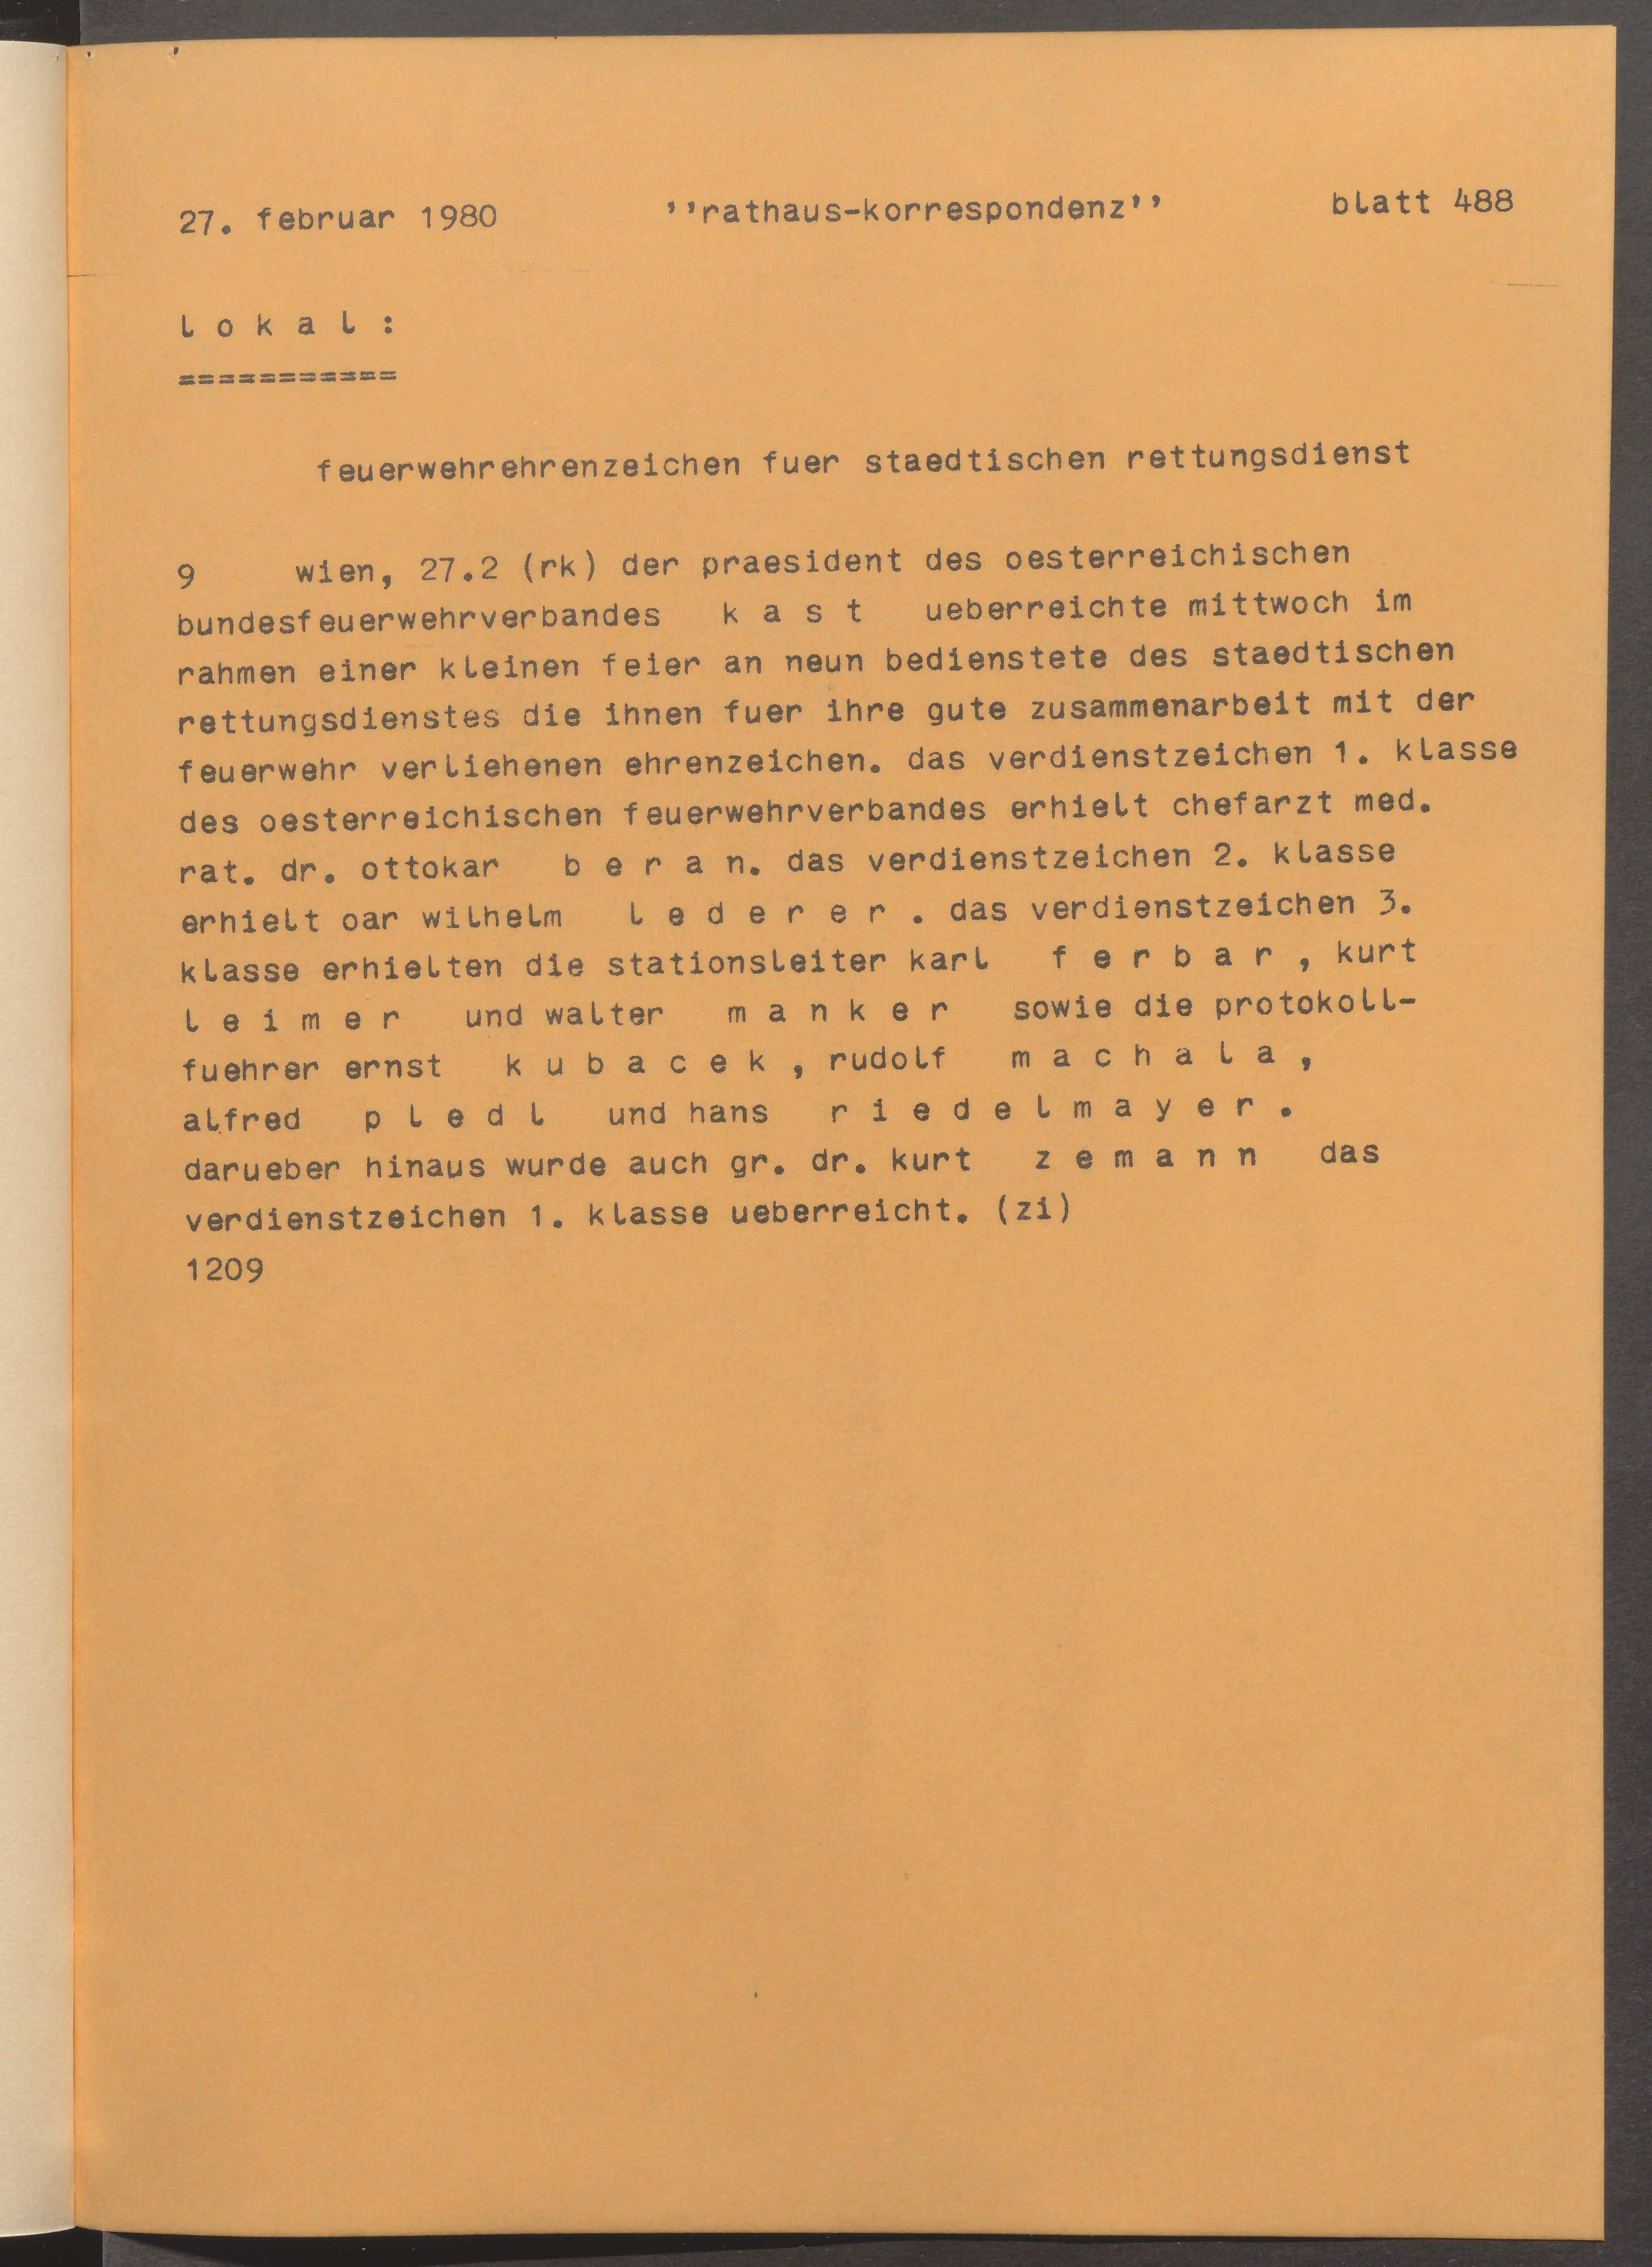 27. februar 1980 ''rathaus-korrespondenz'' blatt 488
l o k a l :
===========
feuerwehrehrenzeichen fuer staedtischen rettungsdienst
9 wien, 27.2 (rk) der praesident des oesterreichischen
bundesfeuerwehrverbandes k a s t ueberreichte mittwoch im
rahmen einer kleinen feier an neun bedienstete des staedtischen
rettungsdienstes die ihnen fuer ihre gute zusammenarbeit mit der
feuerwehr verliehenen ehrenzeichen. das verdienstzeichen 1. klasse
des oesterreichischen feuerwehrverbandes erhielt chefarzt med.
rat. dr. ottokar b e r a n. das verdienstzeichen 2. klasse
erhielt oar wilhelm l e d e r e r . das verdienstzeichen 3.
klasse erhielten die stationsleiter karl f e r b a r , kurt
l e i m e r und walter m a n k e r sowie die protokoll-
fuehrer ernst k u b a c e k , rudolf m a c h a l a ,
alfred p l e d l und hans r i e d e l m a y e r .
darueber hinaus wurde auch gr. dr. kurt z e m a n n das
verdienstzeichen 1. klasse ueberreicht. (zi)
1209